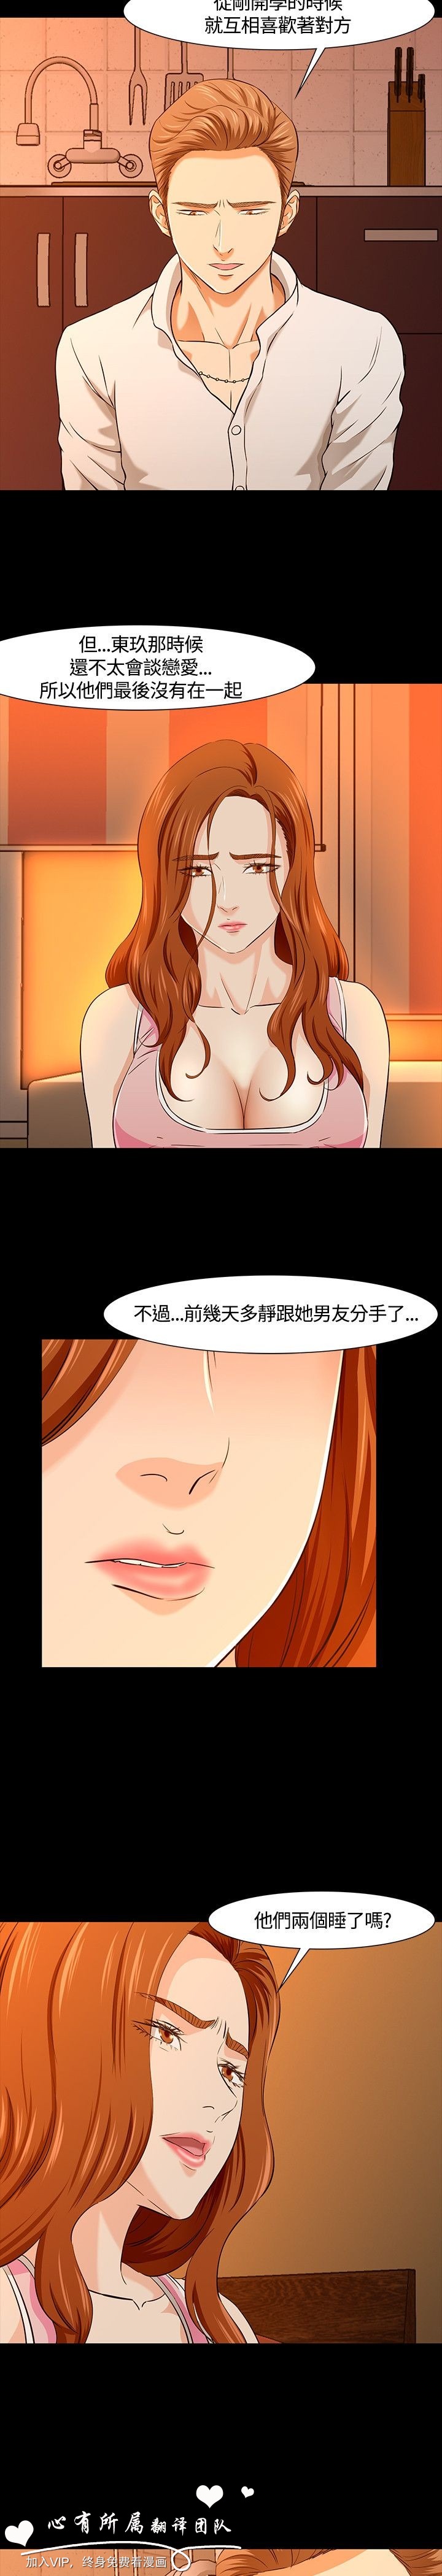 從剛開學的時候
就互相喜歡著對方
但...東玖那時候
還不太會談戀愛...
所以他們最後沒有在一起
不過...前幾天多靜跟她男友分手了...
他們兩個睡了嗎?
心有所属翻译团队
加入VIP，终身免费看漫画